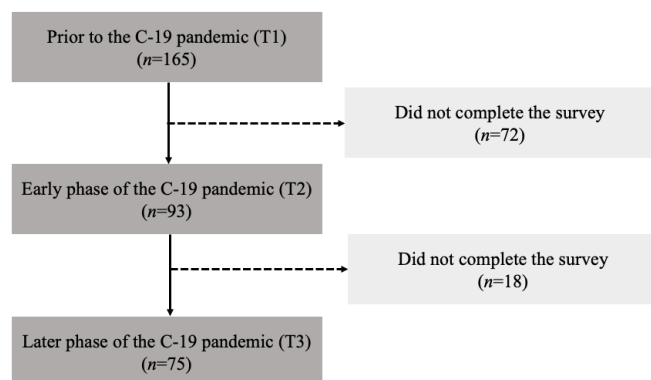 Prior to the C-19 pandemic (T1)
(n=165)
Did not complete the survey
(n=72)
Early phase of the C-19 pandemic (T2)
(n=93)
Did not complete the survey
(n=18)
Later phase of the C-19 pandemic (T3)
(n=75)